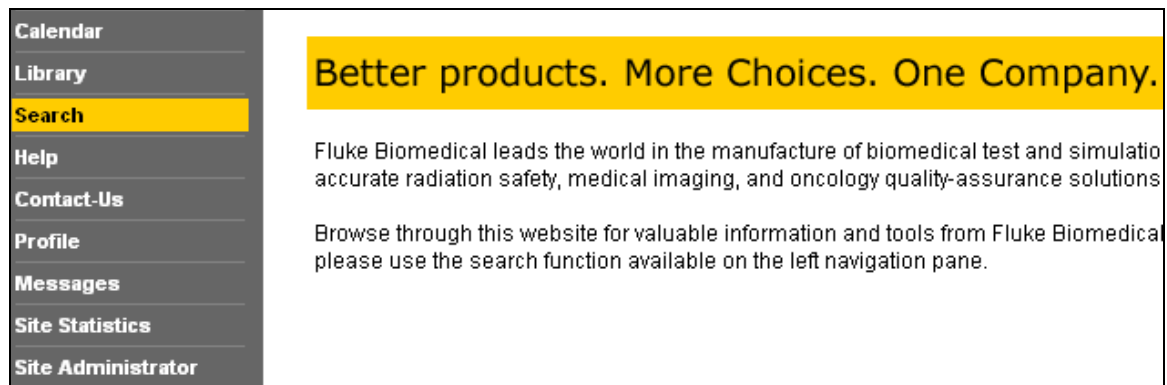 Calendar
Library
Search
Help
Contact-Us
Profile
Messages
Site Statistics
Site Administrator
Better products. More Choices. One Company.
Fluke Biomedical leads the world in the manufacture of biomedical test and simulatio
accurate radiation safety, medical imaging, and oncology quality-assurance solutions
Browse through this website for valuable information and tools from Fluke Biomedical
please use the search function available on the left navigation pane.